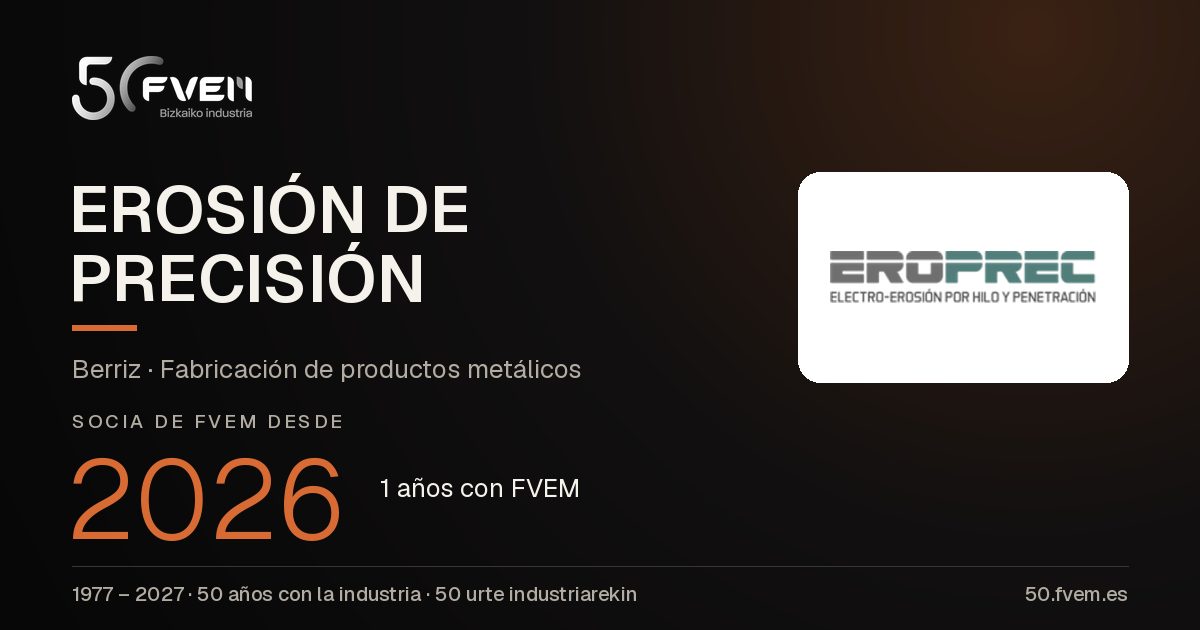 50 FVEM
Bizkaiko industria
EROSIÓN DE
PRECISIÓN
EROPREC
ELECTRO-EROSIÓN POR HILO Y PENETRACIÓN
Berriz · Fabricación de productos metálicos
SOCIA DE FVEM DESDE
2026
1 años con FVEM
1977 – 2027 · 50 años con la industria · 50 urte industriarekin
50.fvem.es